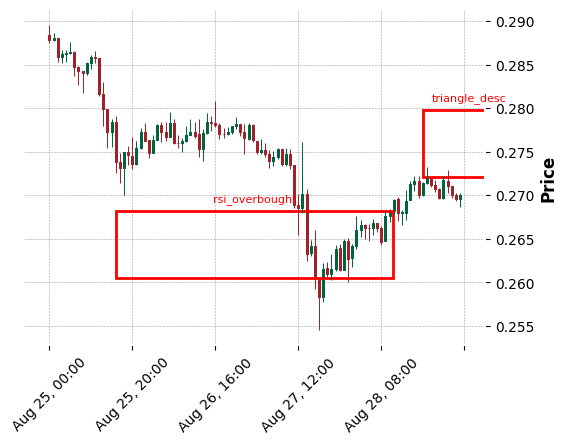 0.290
0.285
triangle_desc
0.280
0.275
0.270
rsi_overbought
0.265
0.260
0.255
Price
Aug 25, 00:00
Aug 25, 20:00
Aug 26, 16:00
Aug 27, 12:00
Aug 28, 08:00